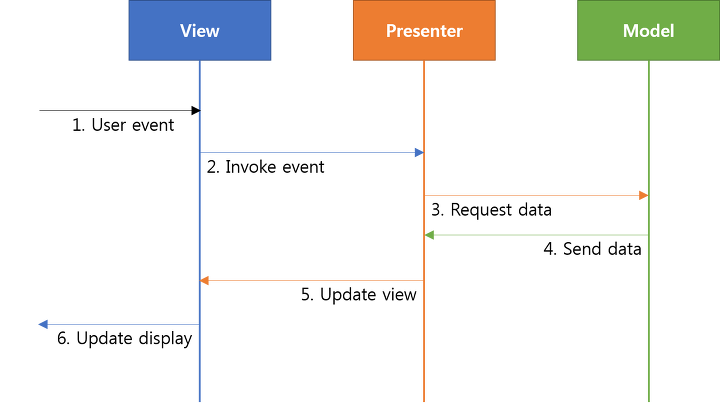 View
Presenter
Model
1. User event
2. Invoke event
3. Request data
4. Send data
5. Update view
6. Update display